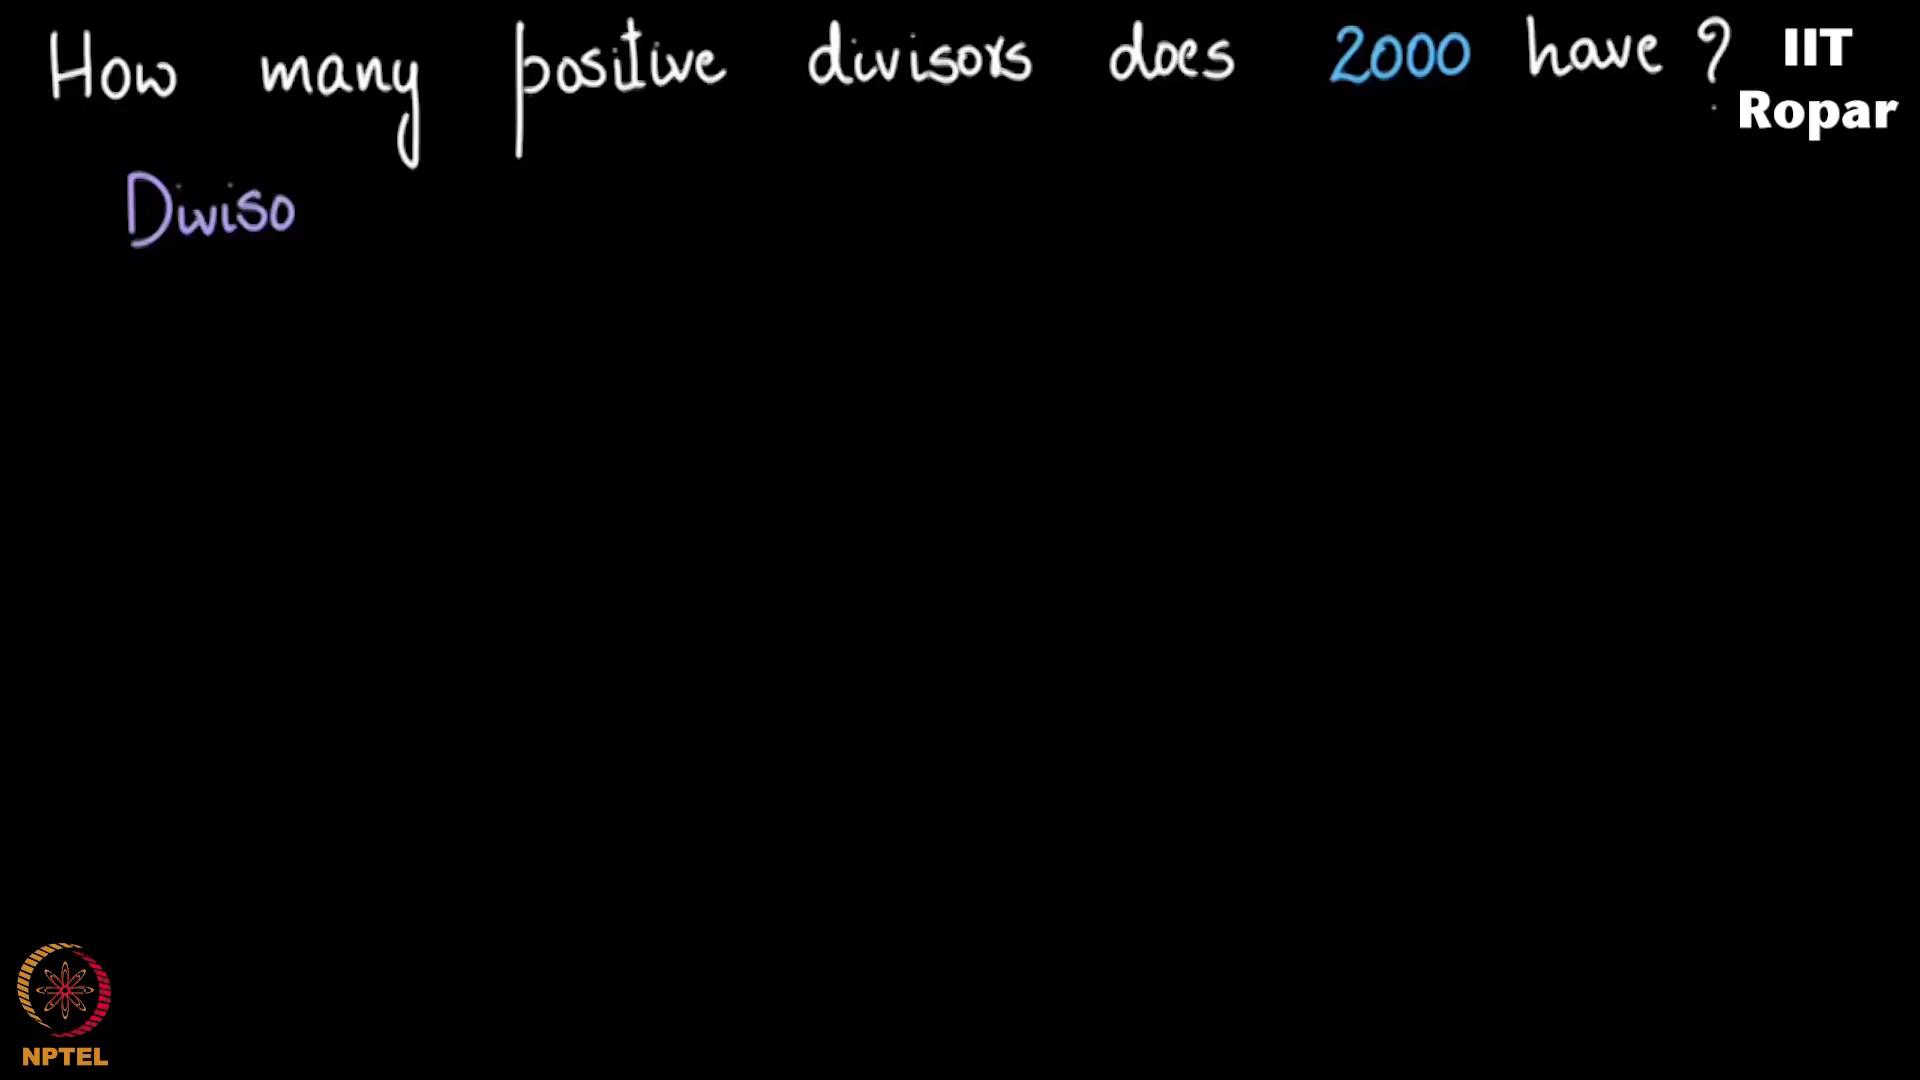 How many positive divisors does 2000 have ?
IIT
Ropar
Diviso
NPTEL